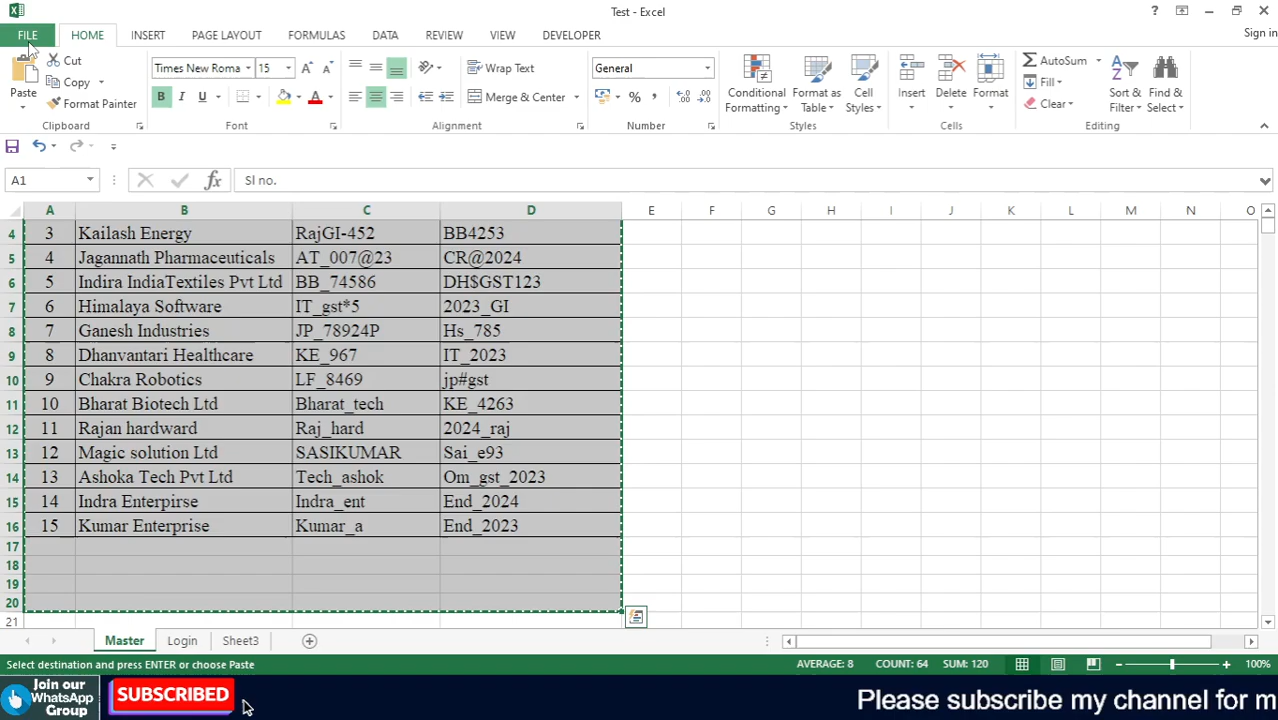 Test - Excel
?
FILE HOME INSERT PAGE LAYOUT FORMULAS DATA REVIEW VIEW DEVELOPER Sign in
Paste Cut Copy Format Painter
Times New Roma 15
B I U A
Wrap Text
Merge & Center
General
% ,
Conditional Formatting Format as Table Cell Styles
Insert Delete Format
AutoSum Fill Clear
Sort & Filter Find & Select
Clipboard Font Alignment Number Styles Cells Editing
A1 fx Sl no.
A B C D E F G H I J K L M N O
4 3 Kailash Energy RajGI-452 BB4253
5 4 Jagannath Pharmaceuticals AT_007@23 CR@2024
6 5 Indira IndiaTextiles Pvt Ltd BB_74586 DH$GST123
7 6 Himalaya Software IT_gst*5 2023_GI
8 7 Ganesh Industries JP_78924P Hs_785
9 8 Dhanvantari Healthcare KE_967 IT_2023
10 9 Chakra Robotics LF_8469 jp#gst
11 10 Bharat Biotech Ltd Bharat_tech KE_4263
12 11 Rajan hardward Raj_hard 2024_raj
13 12 Magic solution Ltd SASIKUMAR Sai_e93
14 13 Ashoka Tech Pvt Ltd Tech_ashok Om_gst_2023
15 14 Indra Enterpirse Indra_ent End_2024
16 15 Kumar Enterprise Kumar_a End_2023
17
18
19
20
21
Master Login Sheet3
Select destination and press ENTER or choose Paste AVERAGE: 8 COUNT: 64 SUM: 120 100%
Join our WhatsApp Group
SUBSCRIBED
Please subscribe my channel for m